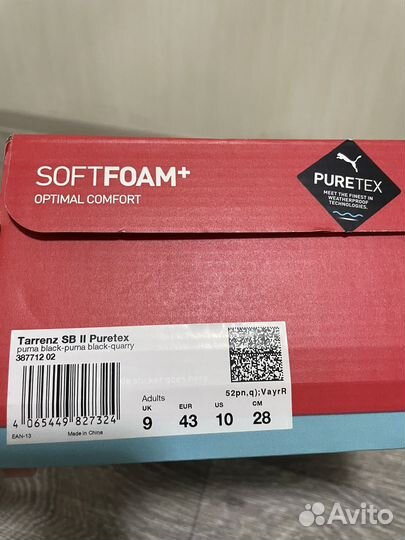 SOFTFOAM+
OPTIMAL COMFORT
PURETEX
MEET THE FINEST IN
WEATHERPROOF
TECHNOLOGIES
Tarrenz SB II Puretex
puma black-puma black-quarry
387712 02
4 065449 827324
EAN-13
Made in China
Adults
52pn,q);VayrR
UK EUR US CM
9 43 10 28
Avito